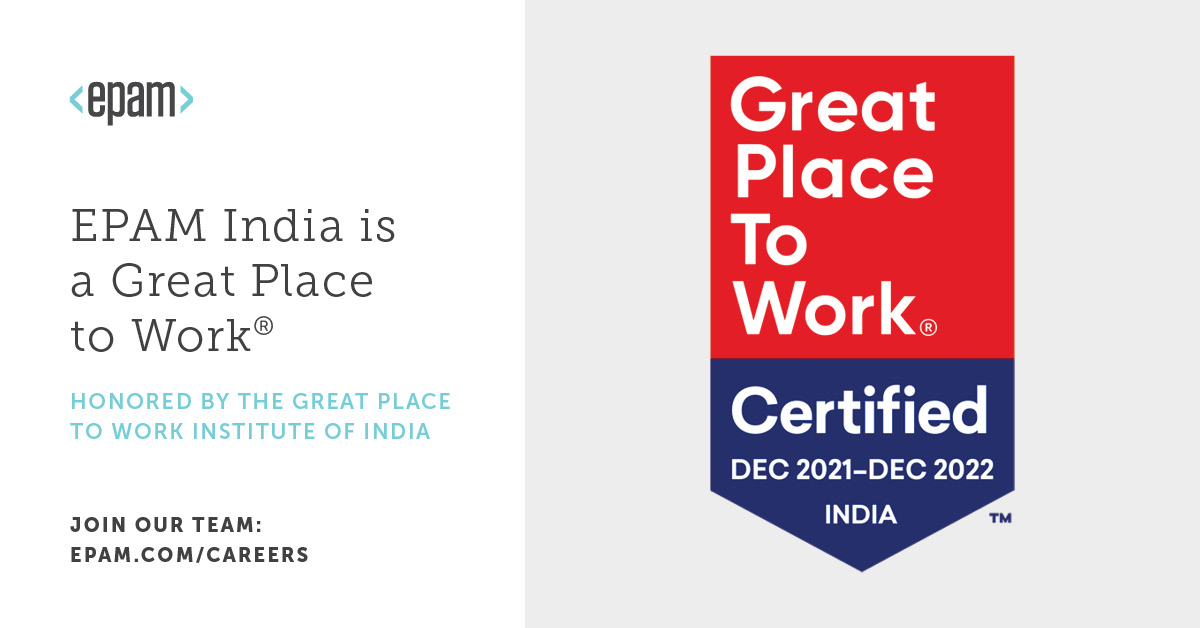 <epam>
EPAM India is
a Great Place
to Work®
HONORED BY THE GREAT PLACE
TO WORK INSTITUTE OF INDIA
JOIN OUR TEAM:
EPAM.COM/CAREERS
Great
Place
To
Work®
Certified
DEC 2021–DEC 2022
INDIA
TM